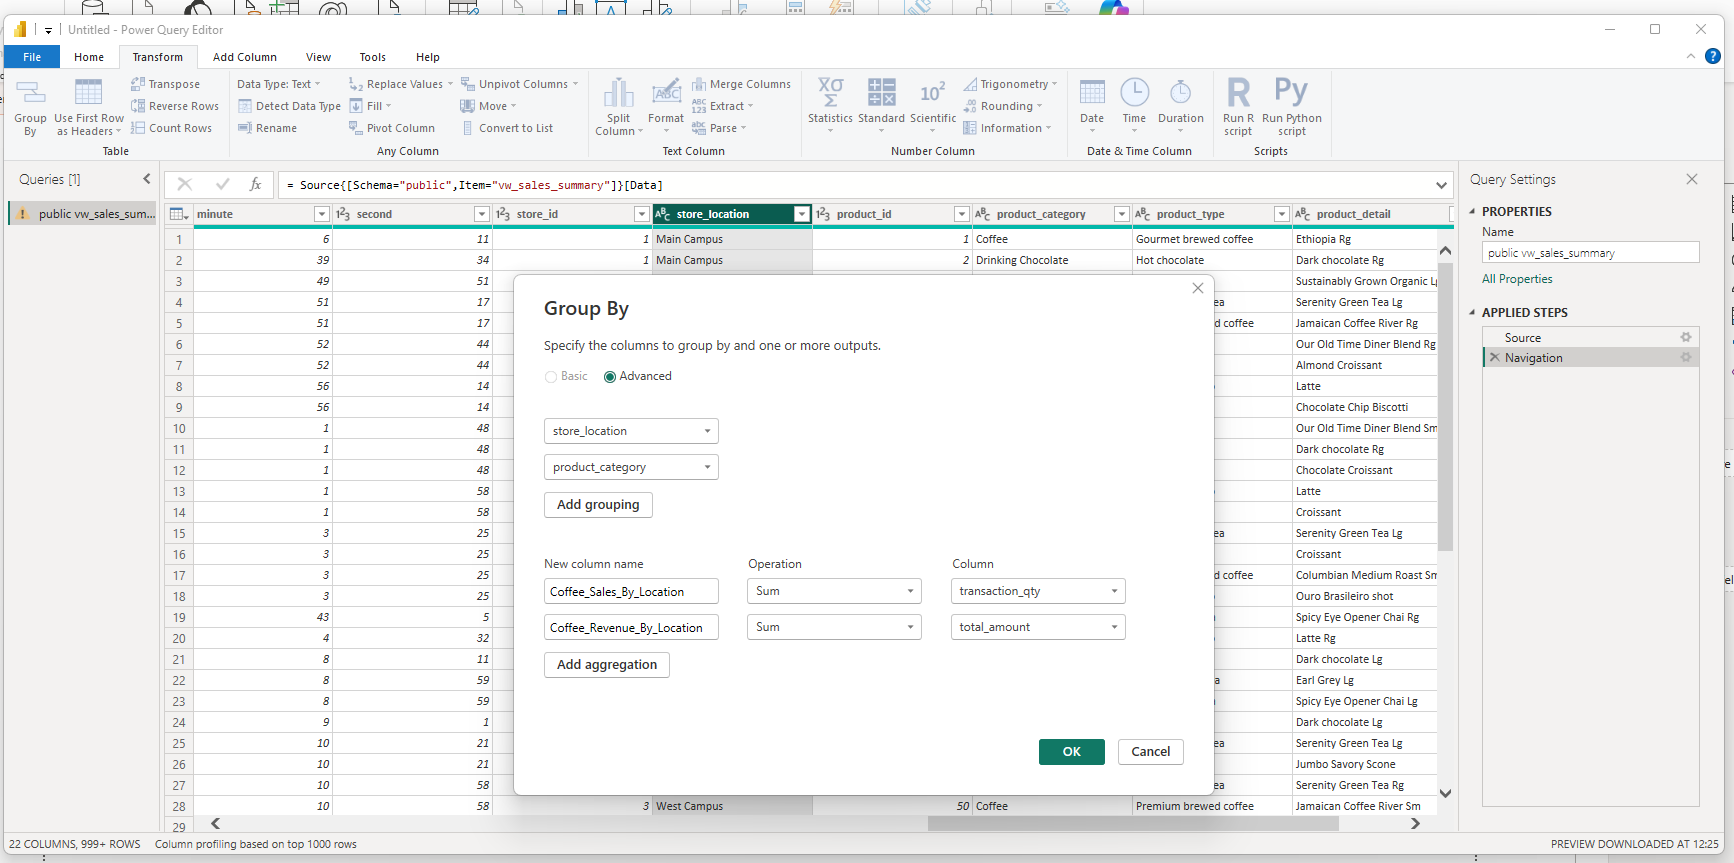 Untitled - Power Query Editor
File Home Transform Add Column View Tools Help
Group By
Use First Row as Headers
Transpose
Reverse Rows
Count Rows
Table
Data Type: Text
Detect Data Type
Rename
Replace Values
Fill
Pivot Column
Unpivot Columns
Move
Convert to List
Any Column
Split Column
Format
Merge Columns
Extract
Parse
Text Column
Statistics
Standard
Scientific
Trigonometry
Rounding
Information
Number Column
Date
Time
Duration
Date & Time Column
Run R script
Run Python script
Scripts
Queries [1]
public vw_sales_sum...
= Source{[Schema="public",Item="vw_sales_summary"]}[Data]
minute second store_id store_location product_id product_category product_type product_detail
1 6 11 1 Main Campus 1 Coffee Gourmet brewed coffee Ethiopia Rg
2 39 34 1 Main Campus 2 Drinking Chocolate Hot chocolate Dark chocolate Rg
3 49 51 Sustainably Grown Organic Lg
4 51 17 ea Serenity Green Tea Lg
5 51 17 d coffee Jamaican Coffee River Rg
6 52 44 Our Old Time Diner Blend Rg
7 52 44 Almond Croissant
8 56 14 Latte
9 56 14 Chocolate Chip Biscotti
10 1 48 Our Old Time Diner Blend Sm
11 1 48 Dark chocolate Rg
12 1 48 Chocolate Croissant
13 1 58 Latte
14 1 58 Croissant
15 3 25 ea Serenity Green Tea Lg
16 3 25 Croissant
17 3 25 d coffee Columbian Medium Roast Sm
18 3 25 Ouro Brasileiro shot
19 43 5 Spicy Eye Opener Chai Rg
20 4 32 Latte Rg
21 8 11 Dark chocolate Lg
22 8 59 Earl Grey Lg
23 8 59 Spicy Eye Opener Chai Lg
24 9 1 Dark chocolate Lg
25 10 21 ea Serenity Green Tea Lg
26 10 21 Jumbo Savory Scone
27 10 58 ea Serenity Green Tea Rg
28 10 58 3 West Campus 50 Coffee Premium brewed coffee Jamaican Coffee River Sm
29
Group By
Specify the columns to group by and one or more outputs.
Basic Advanced
store_location
product_category
Add grouping
New column name Operation Column
Coffee_Sales_By_Location Sum transaction_qty
Coffee_Revenue_By_Location Sum total_amount
Add aggregation
OK Cancel
Query Settings
PROPERTIES
Name
public vw_sales_summary
All Properties
APPLIED STEPS
Source
Navigation
22 COLUMNS, 999+ ROWS Column profiling based on top 1000 rows
PREVIEW DOWNLOADED AT 12:25